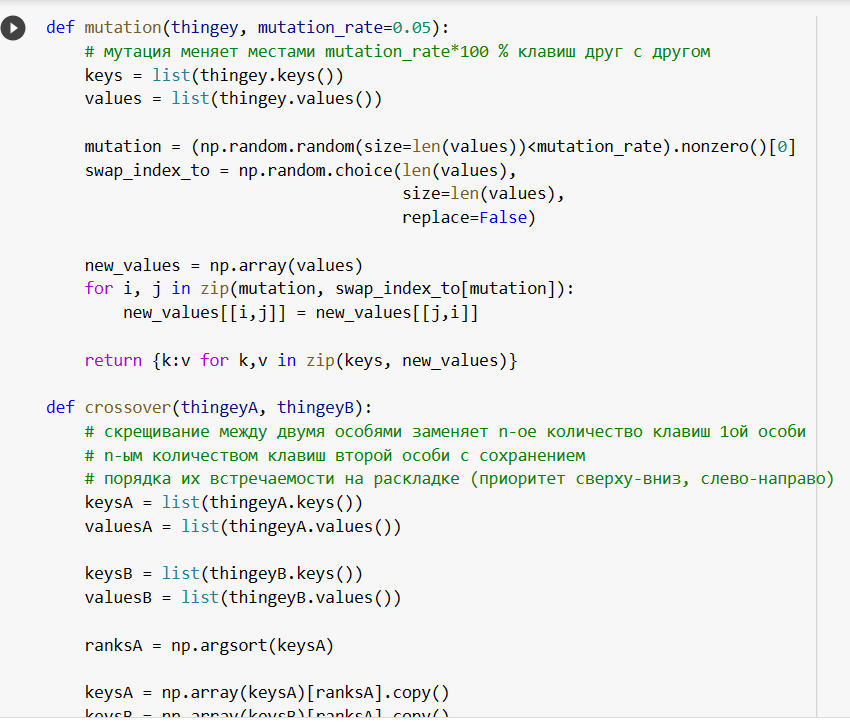 def mutation(thingey, mutation_rate=0.05):
# мутация меняет местами mutation_rate*100 % клавиш друг с другом
keys = list(thingey.keys())
values = list(thingey.values())
mutation = (np.random.random(size=len(values))<mutation_rate).nonzero()[0]
swap_index_to = np.random.choice(len(values),
size=len(values),
replace=False)
new_values = np.array(values)
for i, j in zip(mutation, swap_index_to[mutation]):
new_values[[i,j]] = new_values[[j,i]]
return {k:v for k,v in zip(keys, new_values)}
def crossover(thingeyA, thingeyB):
# скрещивание между двумя особями заменяет n-ое количество клавиш 1ой особи
# n-ым количеством клавиш второй особи с сохранением
# порядка их встречаемости на раскладке (приоритет сверху-вниз, слево-направо)
keysA = list(thingeyA.keys())
valuesA = list(thingeyA.values())
keysB = list(thingeyB.keys())
valuesB = list(thingeyB.values())
ranksA = np.argsort(keysA)
keysA = np.array(keysA)[ranksA].copy()
keysB = np.array(keysB)[ranksA].copy()